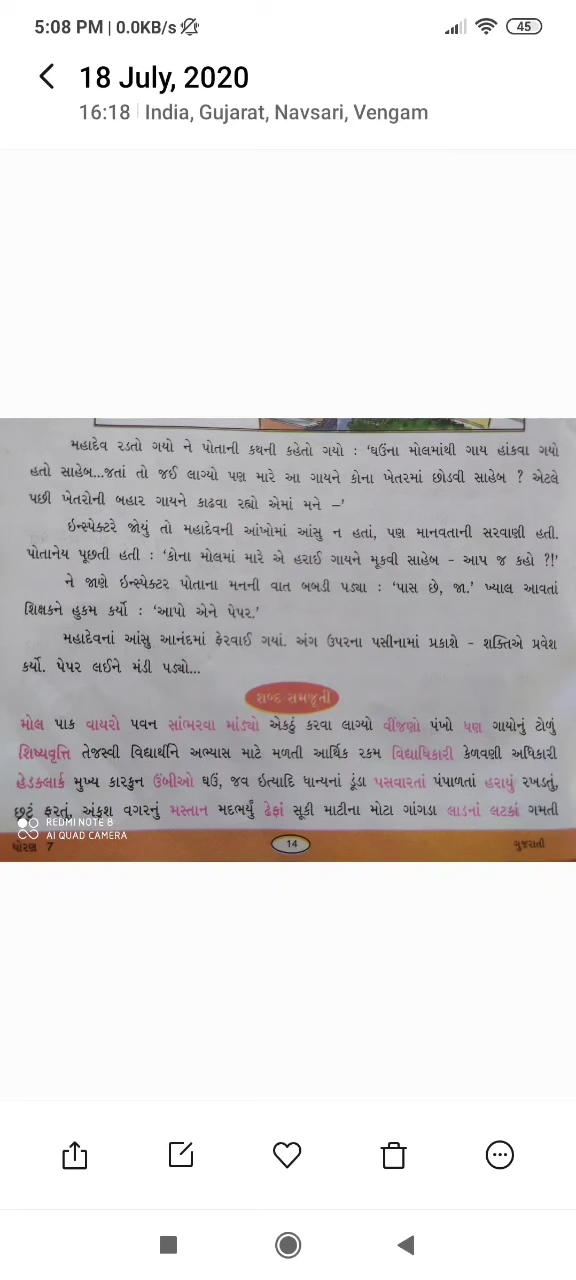 5:08 PM | 0.0KB/s
45
18 July, 2020
16:18 | India, Gujarat, Navsari, Vengam
મહાદેવ રડતો ગયો ને પોતાની કથની કહેતો ગયો : ‘ઘઉંના મોલમાંથી ગાય હાંકવા ગયો
હતો સાહેબ...જતાં તો જઈ લાગ્યો પણ મારે આ ગાયને કોના ખેતરમાં છોડવી સાહેબ ? એટલે
પછી ખેતરોની બહાર ગાયને કાઢવા રહ્યો એમાં મને –’
ઇન્સ્પેક્ટરે જોયું તો મહાદેવની આંખોમાં આંસુ ન હતાં, પણ માનવતાની સરવાણી હતી.
પોતાનેય પૂછતી હતી : ‘કોના મોલમાં મારે એ હરાઈ ગાયને મૂકવી સાહેબ - આપ જ કહો ?!’
ને જાણે ઇન્સ્પેક્ટર પોતાના મનની વાત બબડી પડ્યા : ‘પાસ છે, જા.’ ખ્યાલ આવતાં
શિક્ષકને હુકમ કર્યો : ‘આપો એને પેપર.’
મહાદેવનાં આંસુ આનંદમાં ફેરવાઈ ગયાં. અંગ ઉપરના પસીનામાં પ્રકાશે - શક્તિએ પ્રવેશ
કર્યો. પેપર લઈને મંડી પડ્યો...
શબ્દ સમજૂતી
મોલ પાક વાયરો પવન સાંભરવા માંડ્યો એકઠું કરવા લાગ્યો વીંજણો પંખો ધણ ગાયોનું ટોળું
શિષ્યવૃત્તિ તેજસ્વી વિદ્યાર્થીને અભ્યાસ માટે મળતી આર્થિક રકમ વિદ્યાધિકારી કેળવણી અધિકારી
હેડક્લાર્ક મુખ્ય કારકુન ઉંબીઓ ઘઉં, જવ ઇત્યાદિ ધાન્યનાં ડૂંડા પસવારતાં પંપાળતાં હરાયું રખડતું,
છૂટું ફરતું, અંકુશ વગરનું મસ્તાન મદભર્યું ઢેફાં સૂકી માટીના મોટા ગાંગડા લાડનાં લટકાં ગમતી
REDMI NOTE 8
AI QUAD CAMERA
ધોરણ 7
14
ગુજરાતી